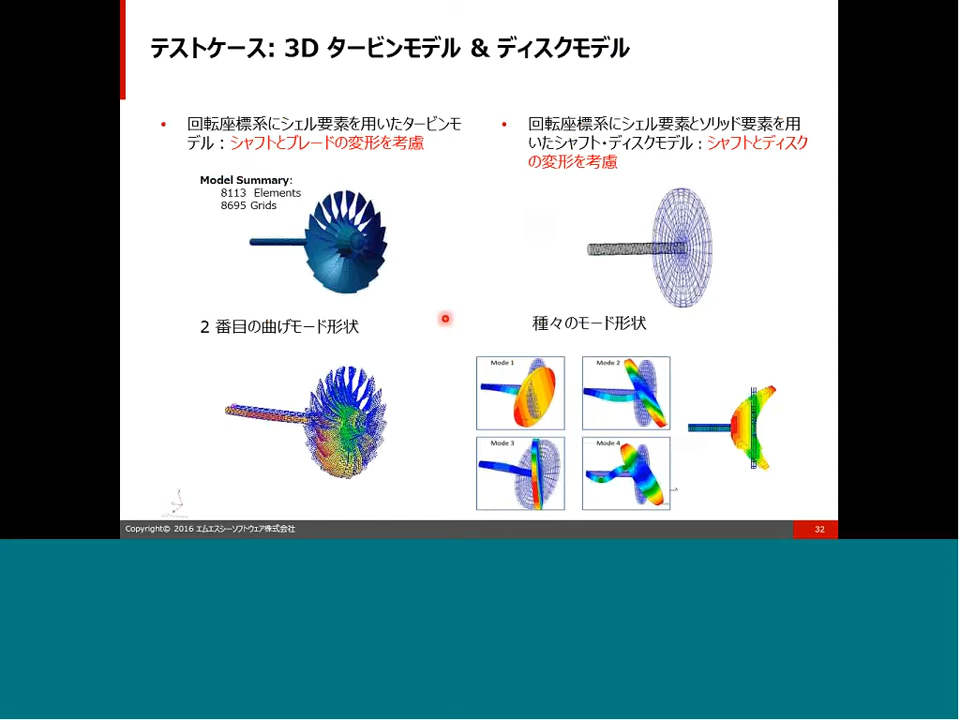 テストケース: 3D タービンモデル & ディスクモデル
• 回転座標系にシェル要素を用いたタービンモ
デル：シャフトとブレードの変形を考慮
Model Summary:
8113 Elements
8695 Grids
2 番目の曲げモード形状
• 回転座標系にシェル要素とソリッド要素を用
いたシャフト・ディスクモデル：シャフトとディスク
の変形を考慮
種々のモード形状
Mode 1
Mode 2
Mode 3
Mode 4
Copyright© 2016 エムエスシーソフトウェア株式会社
32